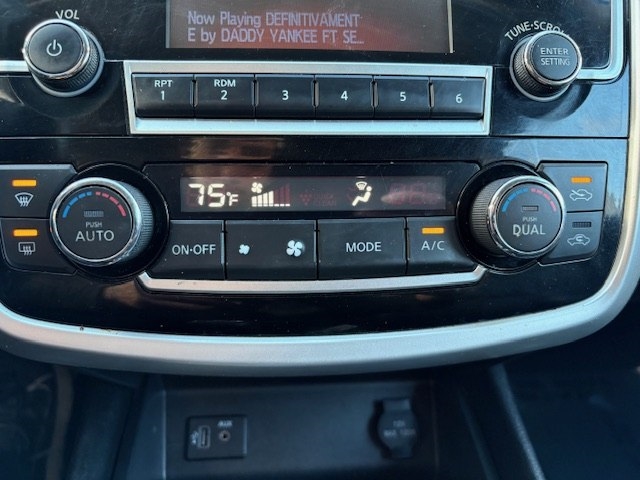 VOL
Now Playing DEFINITIVAMENT
E by DADDY YANKEE FT SE...
TUNE·SCROLL
ENTER
SETTING
RPT
1
RDM
2
3
4
5
6
75°F
PUSH
AUTO
ON·OFF
MODE
A/C
PUSH
DUAL
AUX